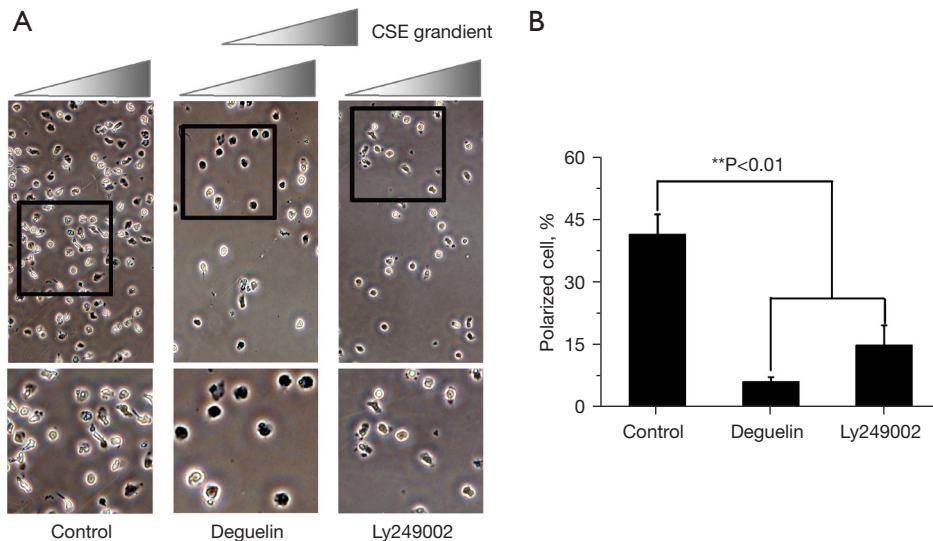 A
CSE grandient
Control
Deguelin
Ly249002
B
Polarized cell, %
60
45
30
15
0
**P<0.01
Control
Deguelin
Ly249002